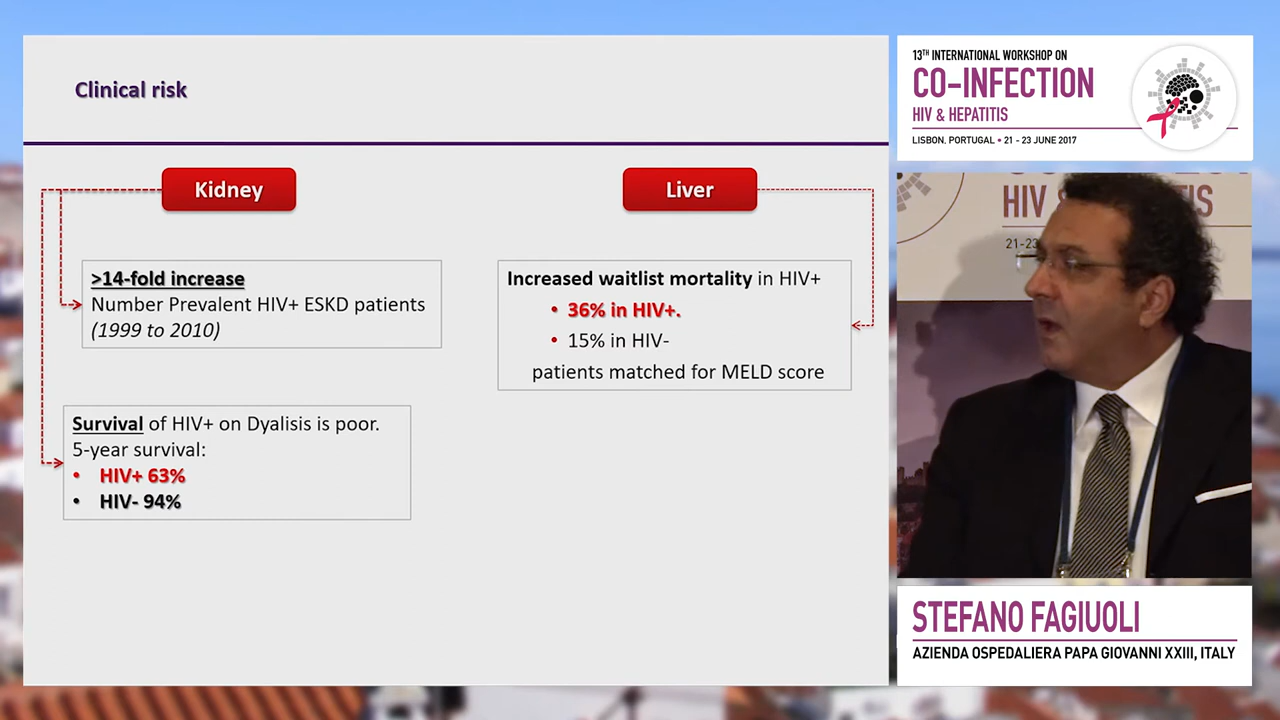 Clinical risk
Kidney
Liver
>14-fold increase
Number Prevalent HIV+ ESKD patients
(1999 to 2010)
Survival of HIV+ on Dyalisis is poor.
5-year survival:
• HIV+ 63%
• HIV- 94%
Increased waitlist mortality in HIV+
• 36% in HIV+.
• 15% in HIV-
patients matched for MELD score
13TH INTERNATIONAL WORKSHOP ON
CO-INFECTION
HIV & HEPATITIS
LISBON, PORTUGAL • 21 - 23 JUNE 2017
HIV
21-23
STEFANO FAGIUOLI
AZIENDA OSPEDALIERA PAPA GIOVANNI XXIII, ITALY